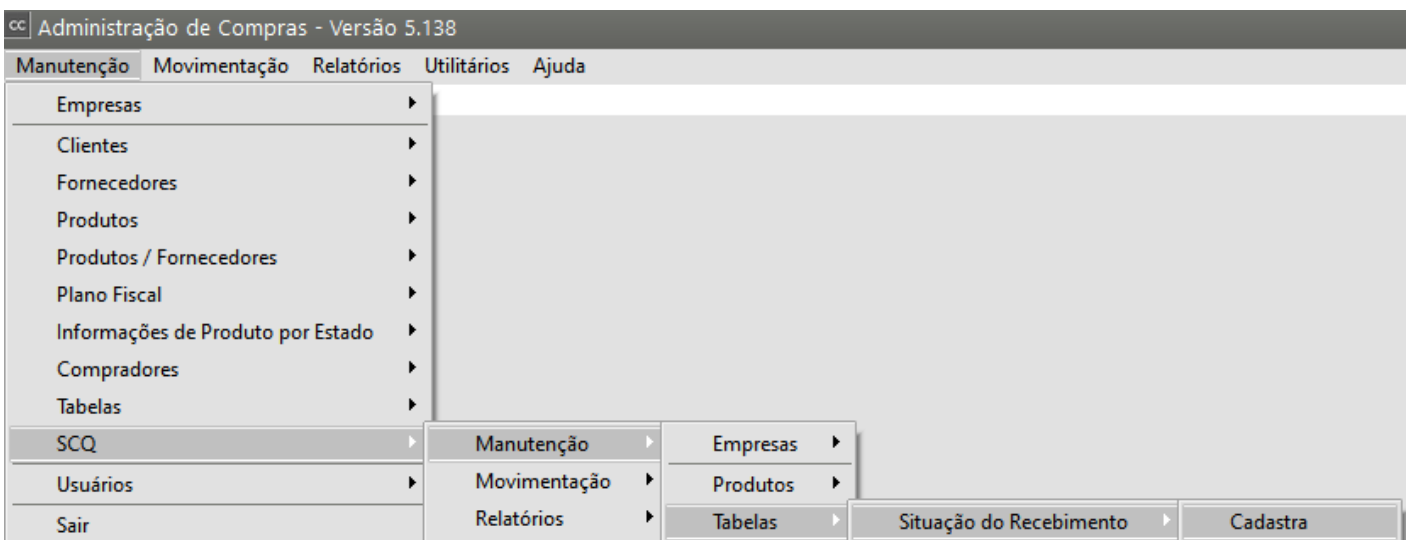 cc Administração de Compras - Versão 5.138
Manutenção Movimentação Relatórios Utilitários Ajuda
Empresas
Clientes
Fornecedores
Produtos
Produtos / Fornecedores
Plano Fiscal
Informações de Produto por Estado
Compradores
Tabelas
SCQ Manutenção Empresas
Usuários Movimentação Produtos
Sair Relatórios Tabelas Situação do Recebimento Cadastra